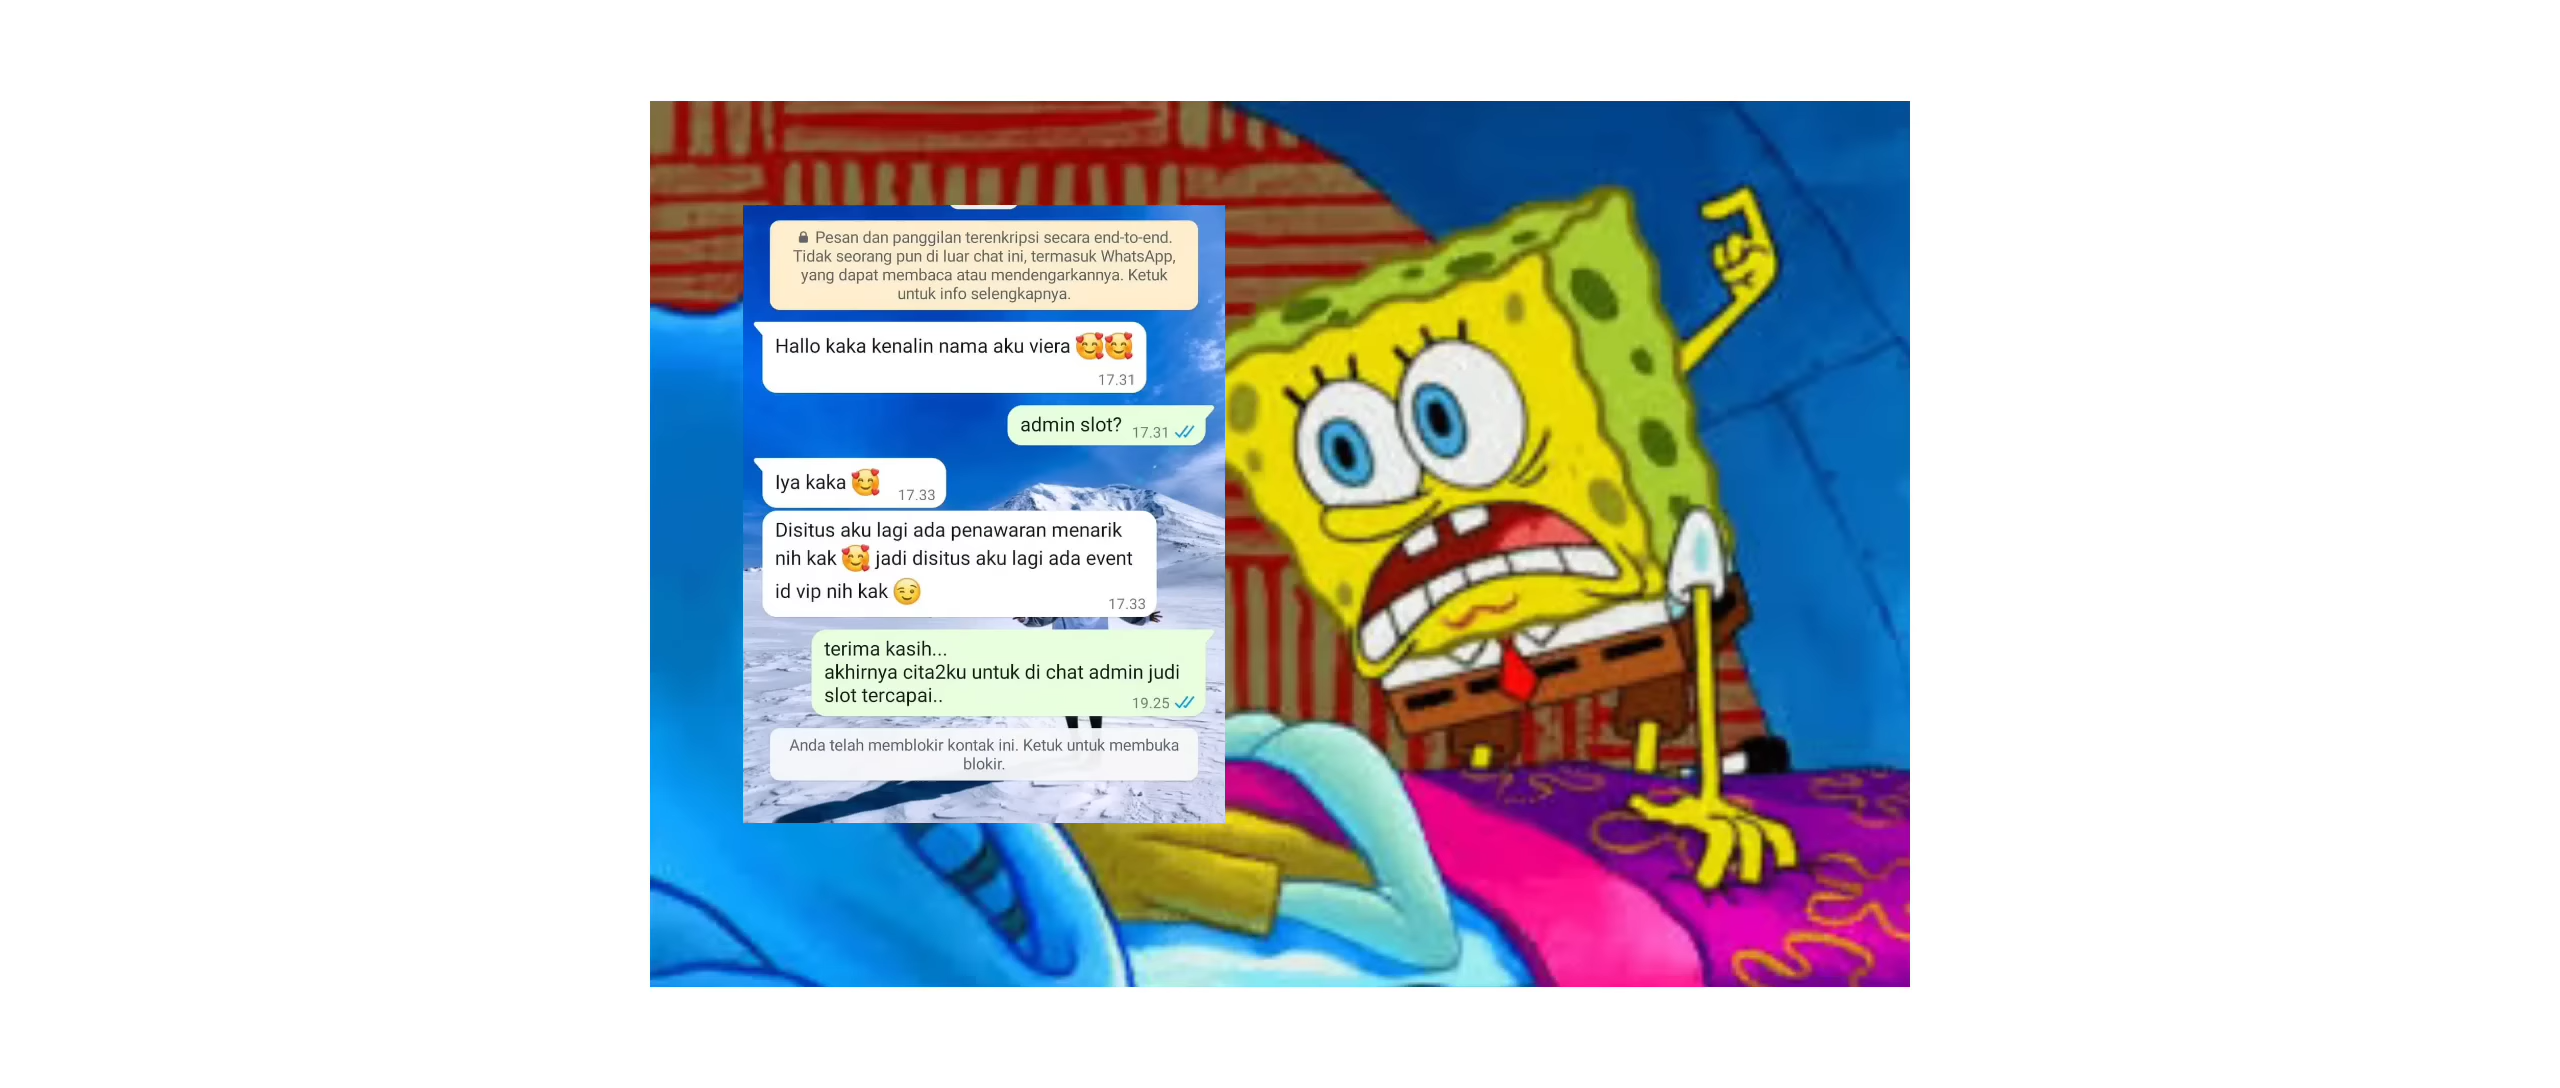 Pesan dan panggilan terenkripsi secara end-to-end.
Tidak seorang pun di luar chat ini, termasuk WhatsApp,
yang dapat membaca atau mendengarkannya. Ketuk
untuk info selengkapnya.
Hallo kaka kenalin nama aku viera 🥰🥰
17.31
admin slot? 17.31
Iya kaka 🥰 17.33
Disitus aku lagi ada penawaran menarik
nih kak 🥰 jadi disitus aku lagi ada event
id vip nih kak 😉
17.33
terima kasih...
akhirnya cita2ku untuk di chat admin judi
slot tercapai.. 19.25
Anda telah memblokir kontak ini. Ketuk untuk membuka
blokir.